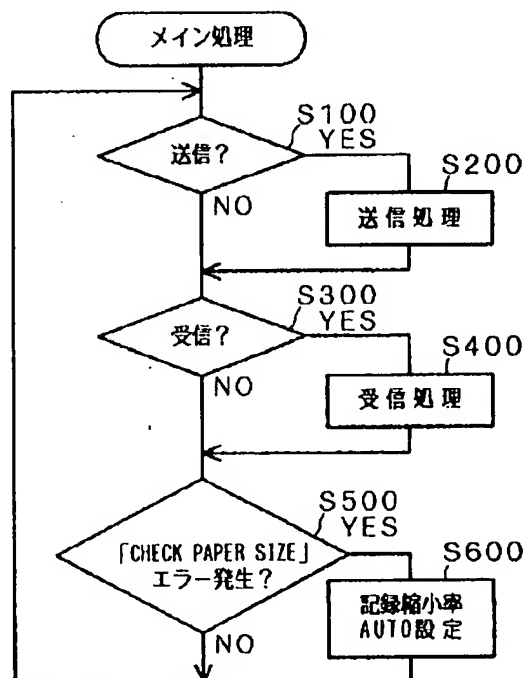 メイン処理
S100
YES
送信?
S200
送信処理
NO
S300
YES
受信?
S400
受信処理
NO
S500
YES
「CHECK PAPER SIZE」
エラー発生?
S600
記録縮小率
AUTO設定
NO